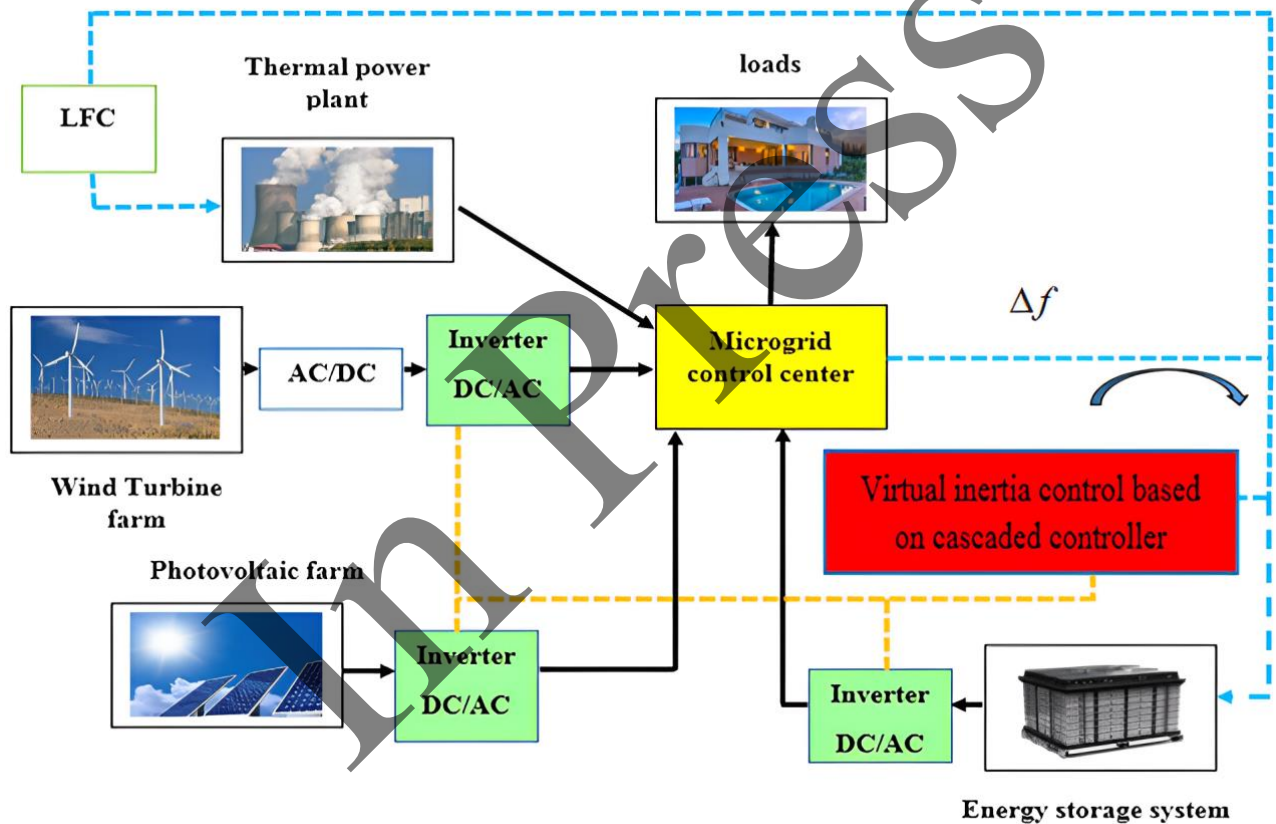 Thermal power
plant
loads
LFC
Δf
Inverter
DC/AC
AC/DC
Microgrid
control center
Wind Turbine
farm
Virtual inertia control based
on cascaded controller
Photovoltaic farm
Inverter
DC/AC
Inverter
DC/AC
Energy storage system
In Press